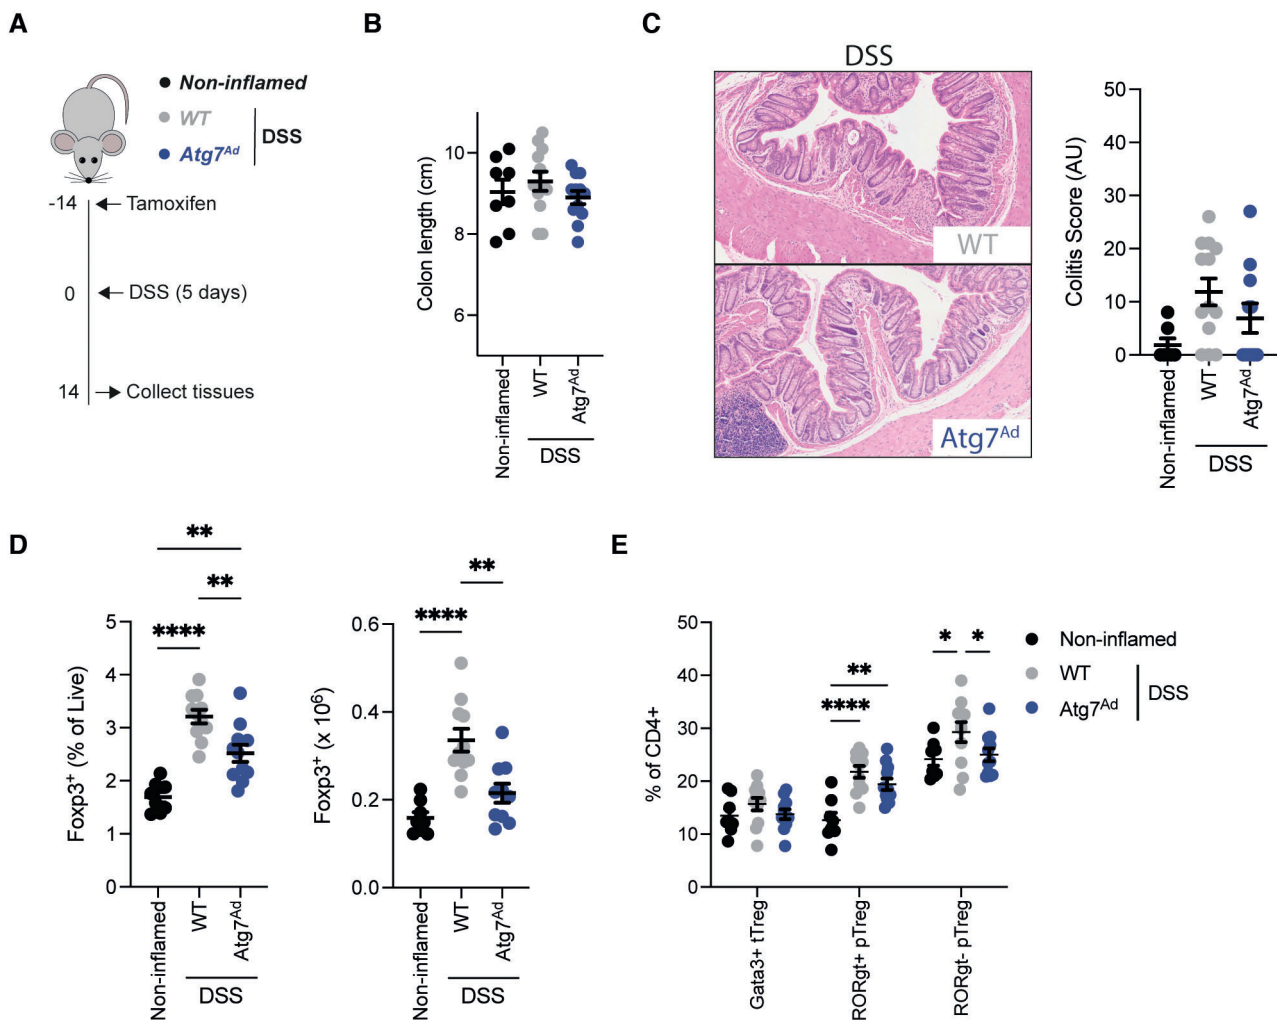 A
Non-inflamed
WT
Atg7Ad
DSS
-14
Tamoxifen
0
DSS (5 days)
14
Collect tissues
B
Colon length (cm)
10
8
6
Non-inflamed
WT
Atg7Ad
DSS
C
DSS
WT
Atg7Ad
Colitis Score (AU)
50
40
30
20
10
0
Non-inflamed
WT
Atg7Ad
DSS
D
**
**
****
Foxp3+ (% of Live)
5
4
3
2
1
0
Non-inflamed
WT
Atg7Ad
DSS
**
****
Foxp3+ (x 10⁶)
0.6
0.4
0.2
0.0
Non-inflamed
WT
Atg7Ad
DSS
E
% of CD4+
50
40
30
20
10
0
**
****
*
*
Gata3+ tTreg
RORgt+ pTreg
RORgt- pTreg
Non-inflamed
WT
Atg7Ad
DSS